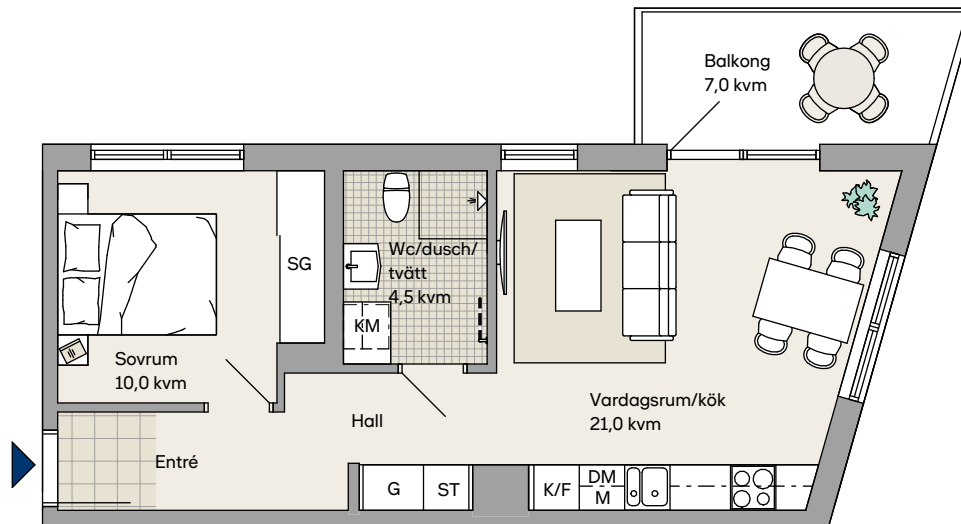 Balkong
7,0 kvm
SG
Wc/dusch/
tvätt
4,5 kvm
KM
Sovrum
10,0 kvm
Hall
Vardagsrum/kök
21,0 kvm
Entré
G
ST
K/F
DM
M